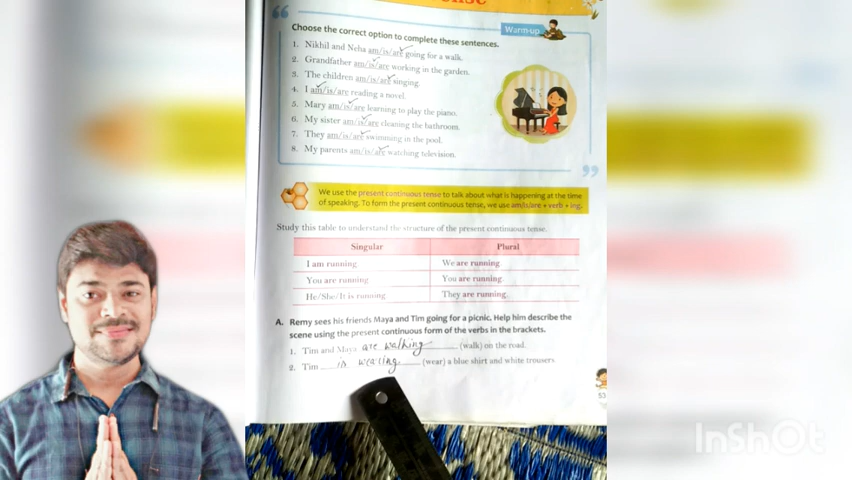 Tense
Warm-up
Choose the correct option to complete these sentences.
1. Nikhil and Neha am/is/are going for a walk.
2. Grandfather am/is/are working in the garden.
3. The children am/is/are singing.
4. I am/is/are reading a novel.
5. Mary am/is/are learning to play the piano.
6. My sister am/is/are cleaning the bathroom.
7. They am/is/are swimming in the pool.
8. My parents am/is/are watching television.
We use the present continuous tense to talk about what is happening at the time
of speaking. To form the present continuous tense, we use am/is/are + verb + ing.
Study this table to understand the structure of the present continuous tense.
Singular Plural
I am running. We are running.
You are running. You are running.
He/She/It is running. They are running.
A. Remy sees his friends Maya and Tim going for a picnic. Help him describe the
scene using the present continuous form of the verbs in the brackets.
1. Tim and Maya are walking (walk) on the road.
2. Tim is wearing (wear) a blue shirt and white trousers.
53
InShOt